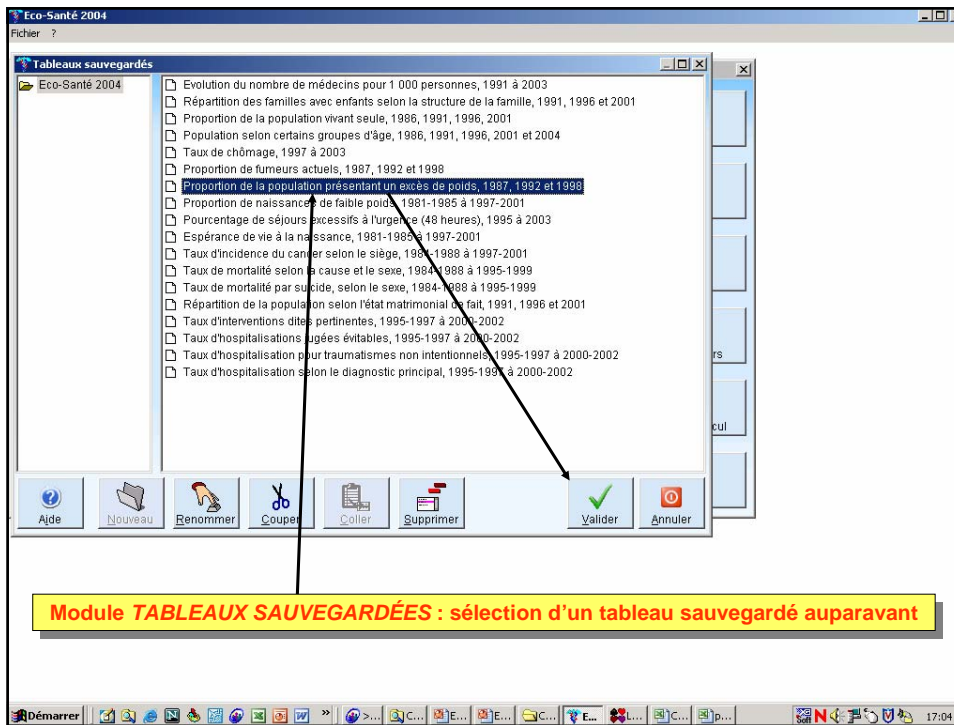 Eco-Santé 2004
Fichier ?
Tableaux sauvegardés
Eco-Santé 2004
Evolution du nombre de médecins pour 1 000 personnes, 1991 à 2003
Répartition des familles avec enfants selon la structure de la famille, 1991, 1996 et 2001
Proportion de la population vivant seule, 1986, 1991, 1996, 2001
Population selon certains groupes d'âge, 1986, 1991, 1996, 2001 et 2004
Taux de chômage, 1997 à 2003
Proportion de fumeurs actuels, 1987, 1992 et 1998
Proportion de la population présentant un excès de poids, 1987, 1992 et 1998
Proportion de naissances de faible poids, 1981-1985 à 1997-2001
Pourcentage de séjours excessifs à l'urgence (48 heures), 1995 à 2003
Espérance de vie à la naissance, 1981-1985 à 1997-2001
Taux d'incidence du cancer selon le siège, 1984-1988 à 1997-2001
Taux de mortalité selon la cause et le sexe, 1984-1988 à 1995-1999
Taux de mortalité par suicide, selon le sexe, 1984-1988 à 1995-1999
Répartition de la population selon l'état matrimonial de fait, 1991, 1996 et 2001
Taux d'interventions dites pertinentes, 1995-1997 à 2000-2002
Taux d'hospitalisations jugées évitables, 1995-1997 à 2000-2002
Taux d'hospitalisation pour traumatismes non intentionnels, 1995-1997 à 2000-2002
Taux d'hospitalisation selon le diagnostic principal, 1995-1997 à 2000-2002
rs
cul
Aide Nouveau Renommer Couper Coller Supprimer Valider Annuler
Module TABLEAUX SAUVEGARDÉES : sélection d'un tableau sauvegardé auparavant
Démarrer » >... C... E... E... C... E... L... C... p... 17:04